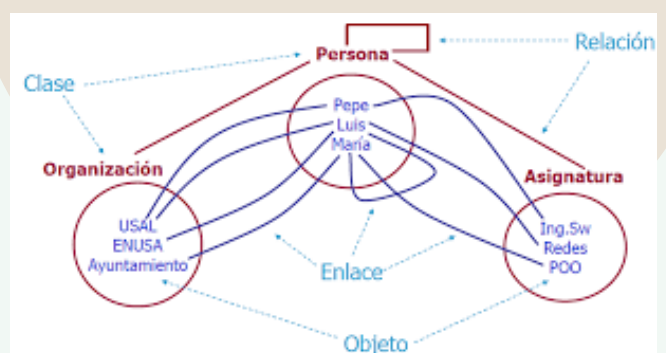 Persona
Relación
Clase
Pepe
Luis
María
Organización
Asignatura
USAL
ENUSA
Ayuntamiento
Ing.Sw
Redes
POO
Enlace
Objeto